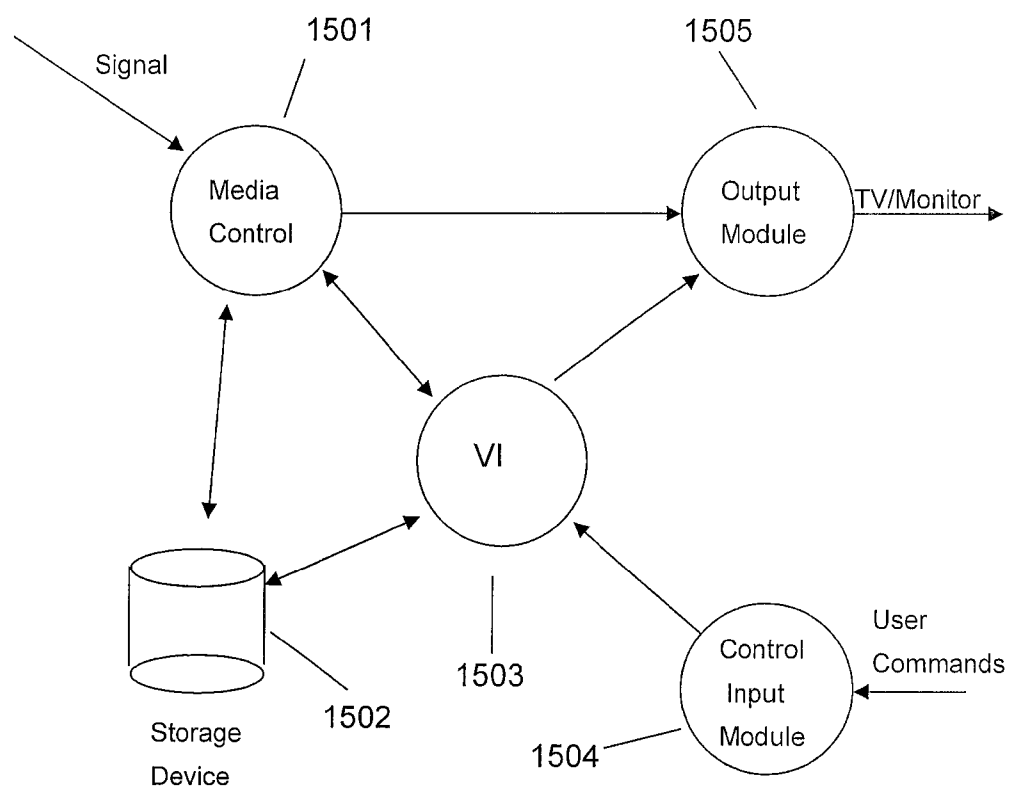 1501
1505
Signal
Media
Control
Output
Module
TV/Monitor
VI
User
Commands
Control
Input
Module
1503
1502
1504
Storage
Device